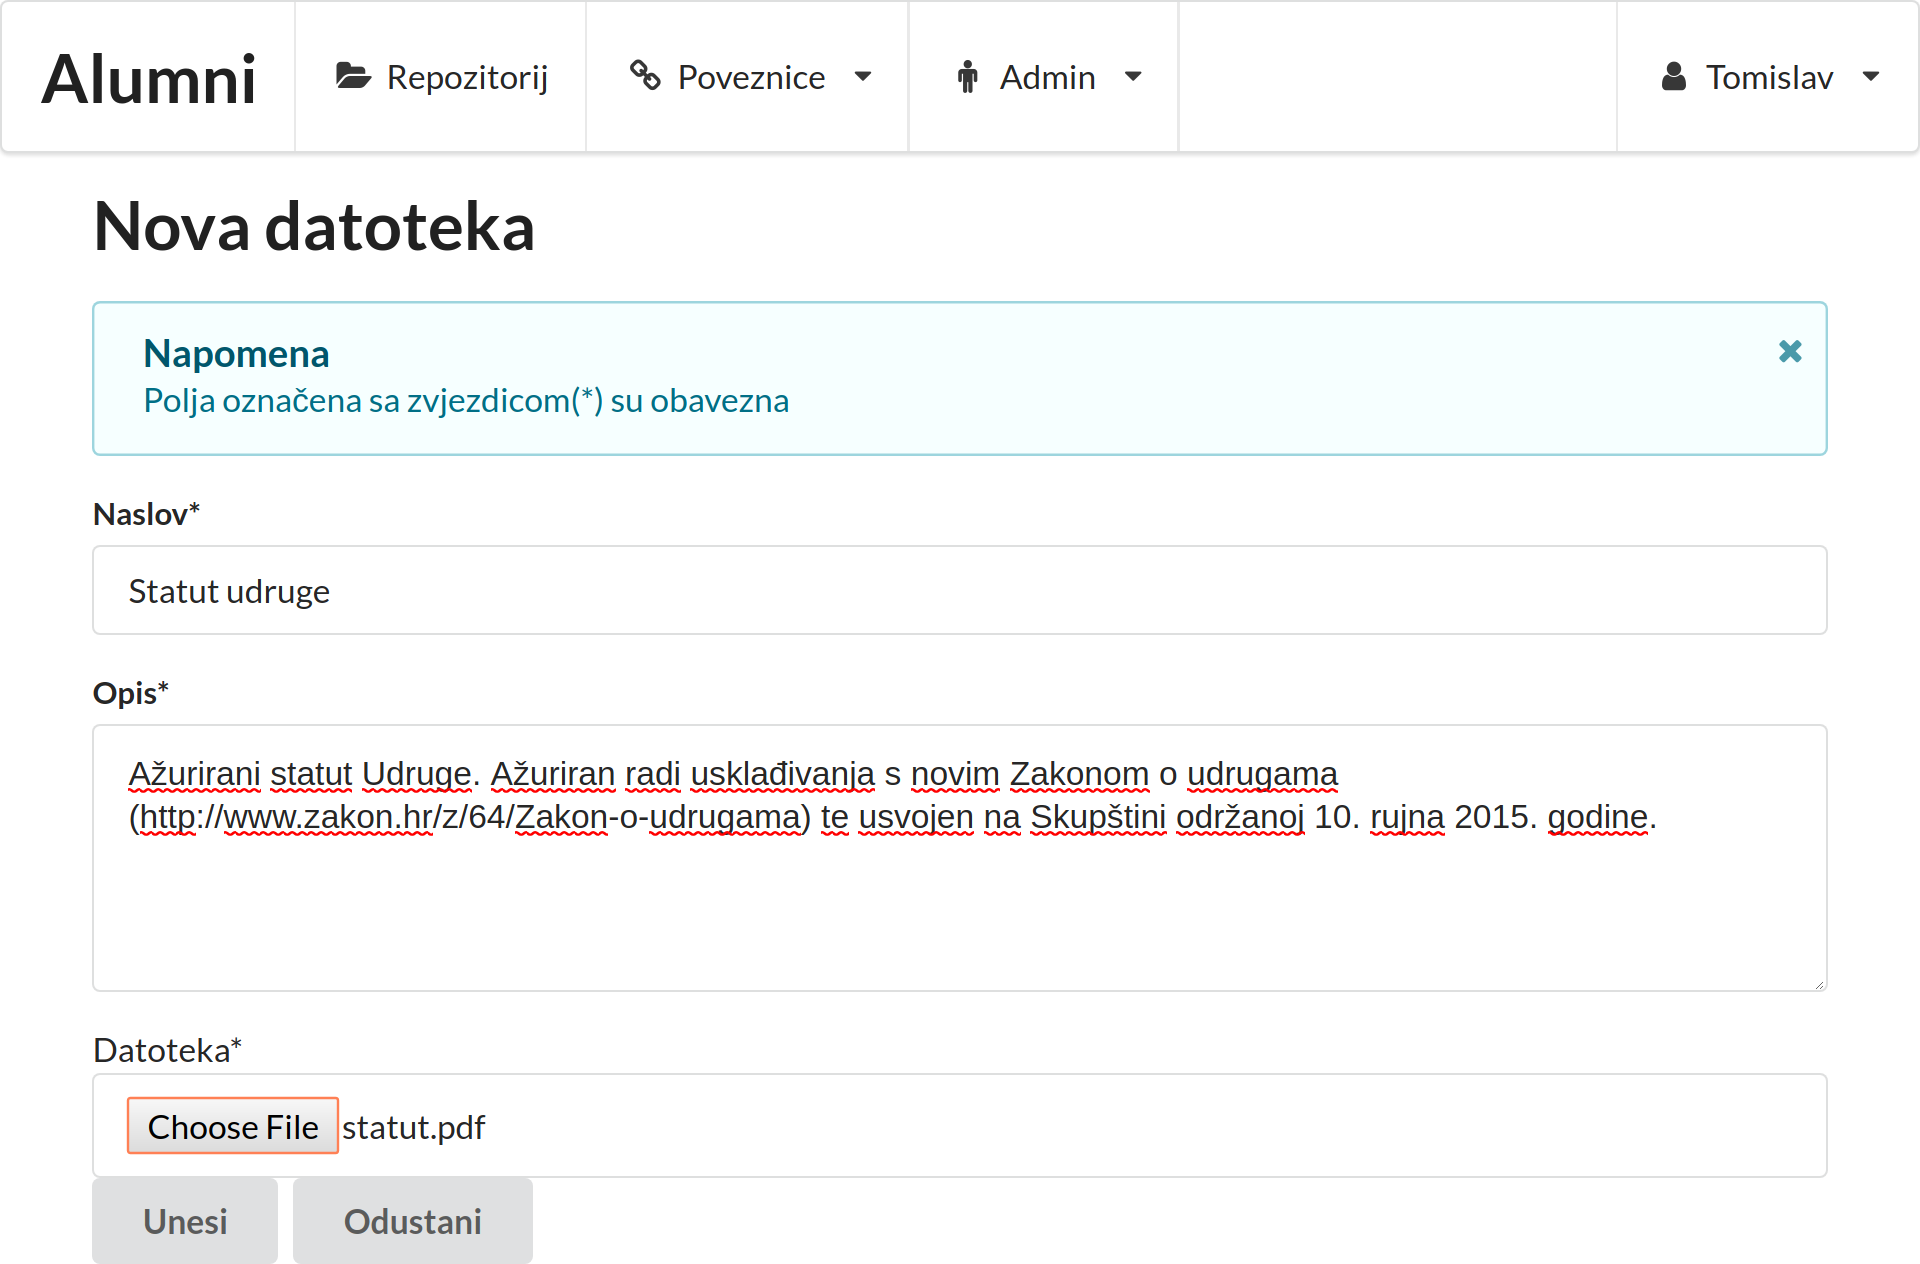 Alumni Repozitorij Poveznice Admin Tomislav
Nova datoteka
Napomena
Polja označena sa zvjezdicom(*) su obavezna
Naslov*
Statut udruge
Opis*
Ažurirani statut Udruge. Ažuriran radi usklađivanja s novim Zakonom o udrugama
(http://www.zakon.hr/z/64/Zakon-o-udrugama) te usvojen na Skupštini održanoj 10. rujna 2015. godine.
Datoteka*
Choose File statut.pdf
Unesi Odustani